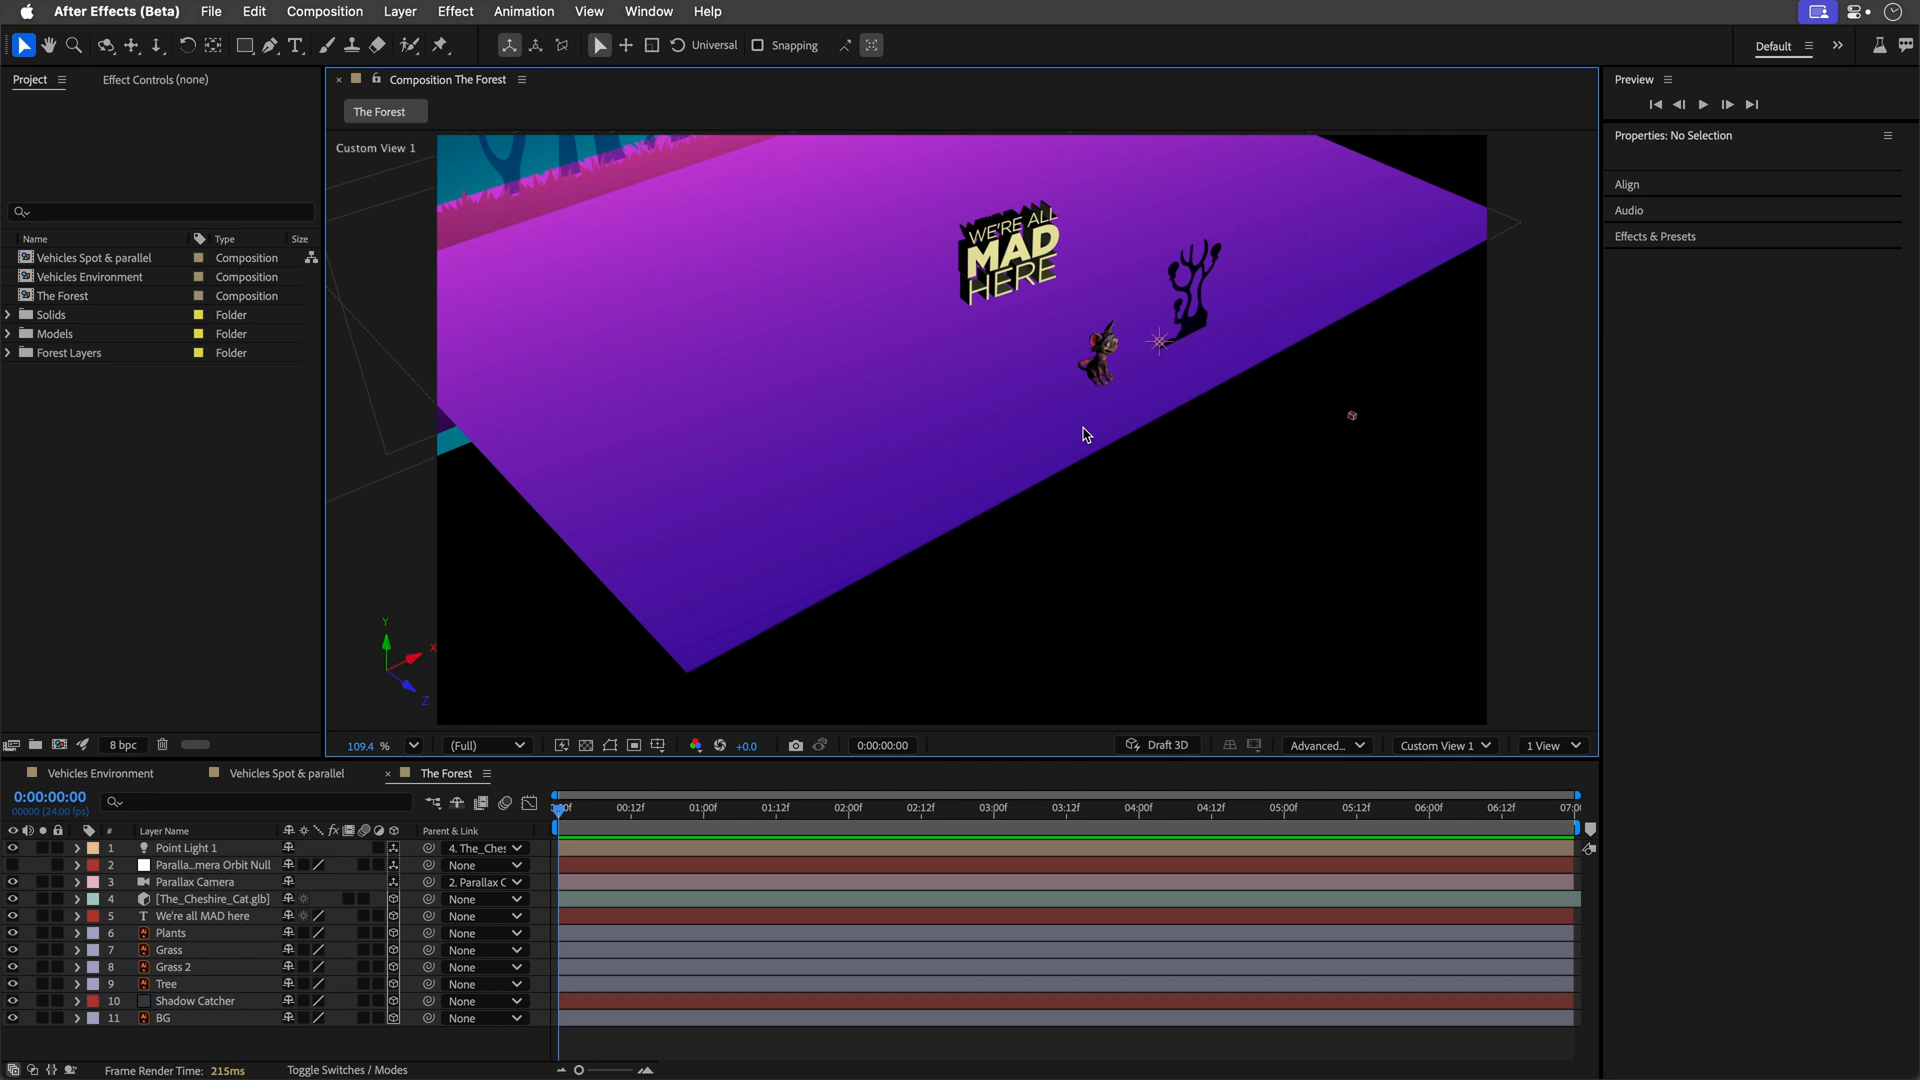 After Effects (Beta) File Edit Composition Layer Effect Animation View Window Help
Universal Snapping Default
Project Effect Controls (none)
Composition The Forest
Preview
The Forest
Properties: No Selection
Custom View 1
Align
Audio
Effects & Presets
Name Type Size
Vehicles Spot & parallel Composition
Vehicles Environment Composition
The Forest Composition
Solids Folder
Models Folder
Forest Layers Folder
WE'RE ALL
MAD
HERE
Y
X
Z
8 bpc
109.4 % (Full) +0.0 0:00:00:00 Draft 3D Advanced... Custom View 1 1 View
Vehicles Environment Vehicles Spot & parallel The Forest
0:00:00:00
00000 (24.00 fps)
00:12f 01:00f 01:12f 02:00f 02:12f 03:00f 03:12f 04:00f 04:12f 05:00f 05:12f 06:00f 06:12f
# Layer Name fx Parent & Link
1 Point Light 1 4. The_Ches
2 Paralla...mera Orbit Null None
3 Parallax Camera 2. Parallax C
4 [The_Cheshire_Cat.glb] None
5 T We're all MAD here None
6 Ai Plants None
7 Ai Grass None
8 Ai Grass 2 None
9 Ai Tree None
10 Shadow Catcher None
11 Ai BG None
Frame Render Time: 215ms Toggle Switches / Modes